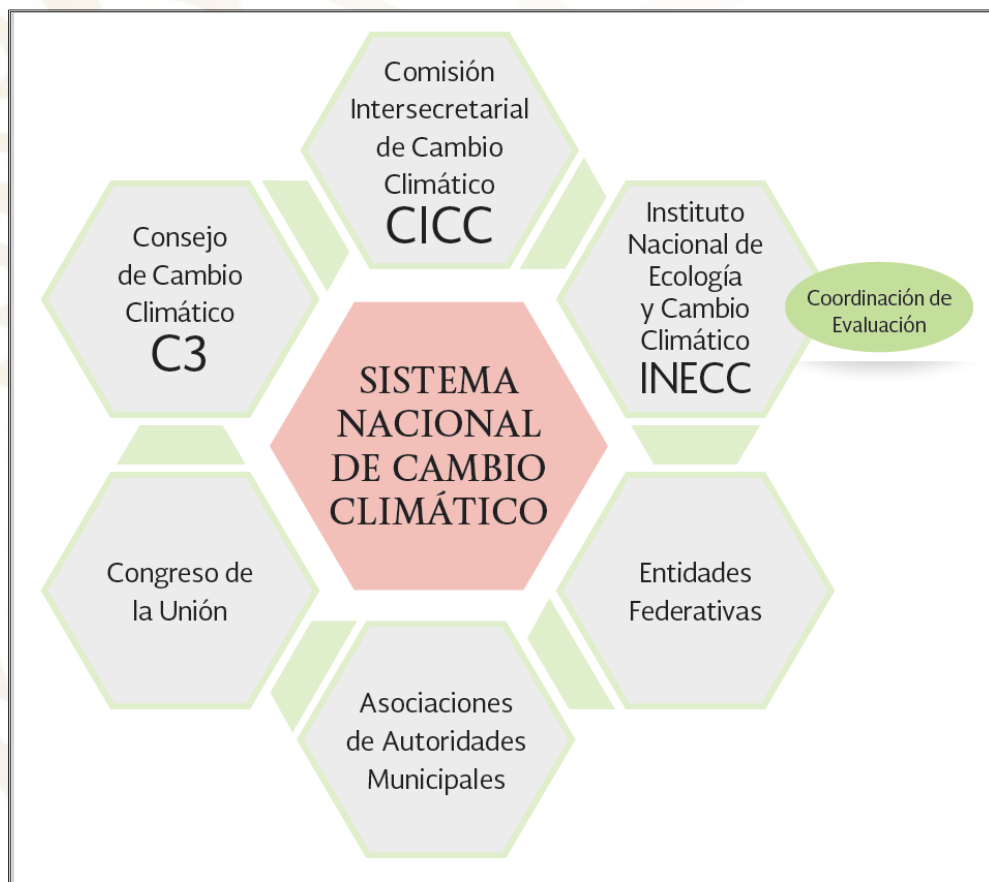 Comisión
Intersecretarial
de Cambio
Climático
CICC
Instituto
Nacional de
Ecología
y Cambio
Climático
INECC
Coordinación de
Evaluación
Consejo
de Cambio
Climático
C3
SISTEMA
NACIONAL
DE CAMBIO
CLIMÁTICO
Congreso de
la Unión
Entidades
Federativas
Asociaciones
de Autoridades
Municipales